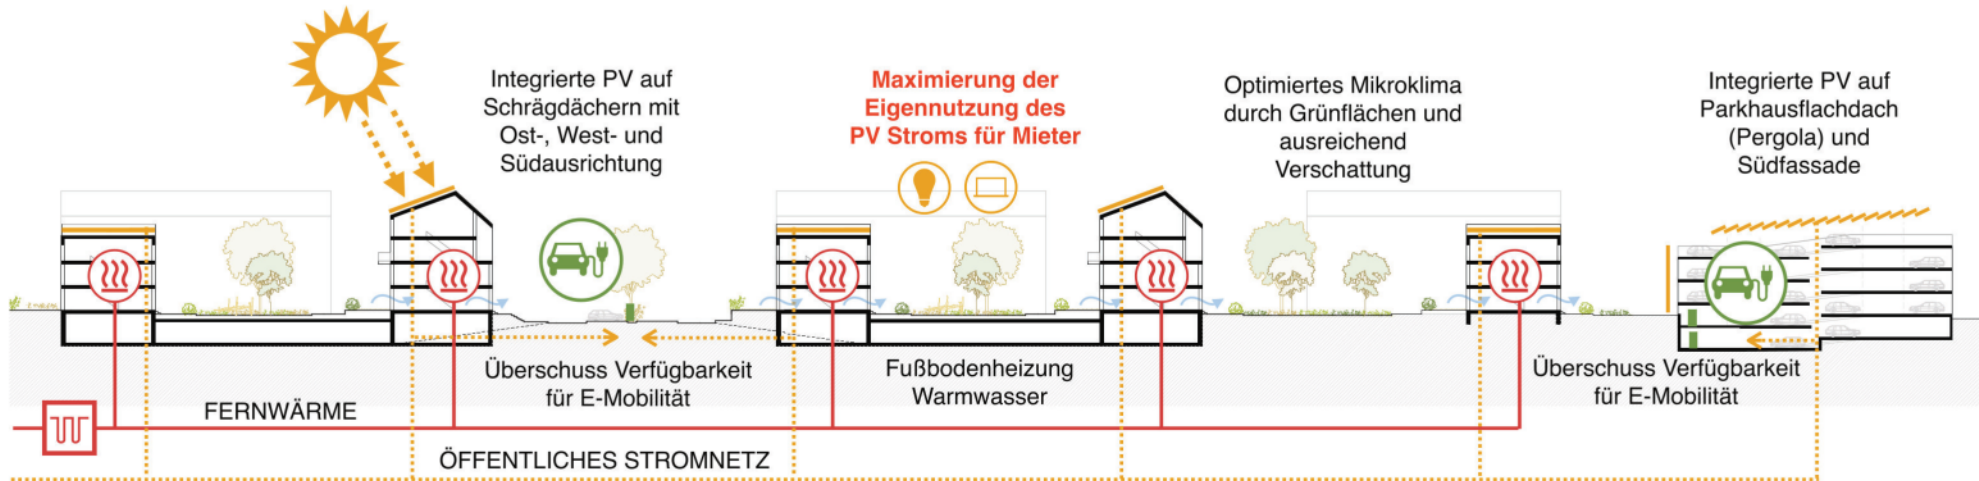 Integrierte PV auf
Schrägdächern mit
Ost-, West- und
Südausrichtung
Maximierung der
Eigennutzung des
PV Stroms für Mieter
Optimiertes Mikroklima
durch Grünflächen und
ausreichend
Verschattung
Integrierte PV auf
Parkhausflachdach
(Pergola) und
Südfassade
Überschuss Verfügbarkeit
für E-Mobilität
Fußbodenheizung
Warmwasser
Überschuss Verfügbarkeit
für E-Mobilität
FERNWÄRME
ÖFFENTLICHES STROMNETZ